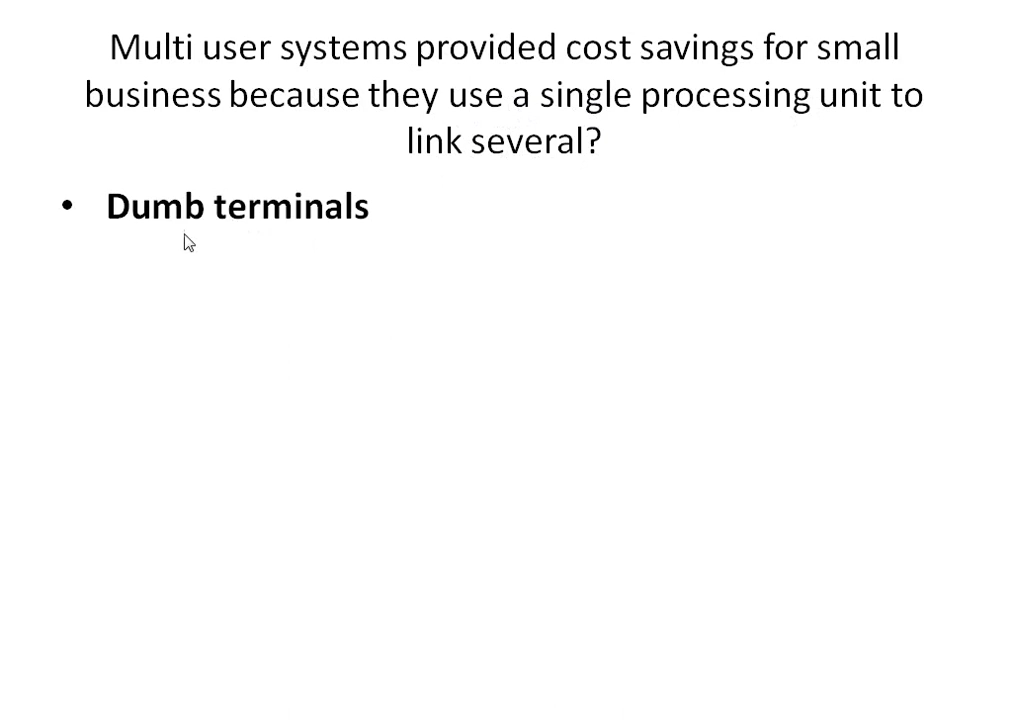 Multi user systems provided cost savings for small
business because they use a single processing unit to
link several?
• Dumb terminals